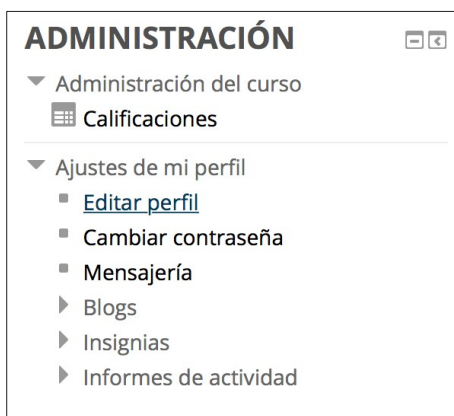 ADMINISTRACIÓN
Administración del curso
Calificaciones
Ajustes de mi perfil
Editar perfil
Cambiar contraseña
Mensajería
Blogs
Insignias
Informes de actividad